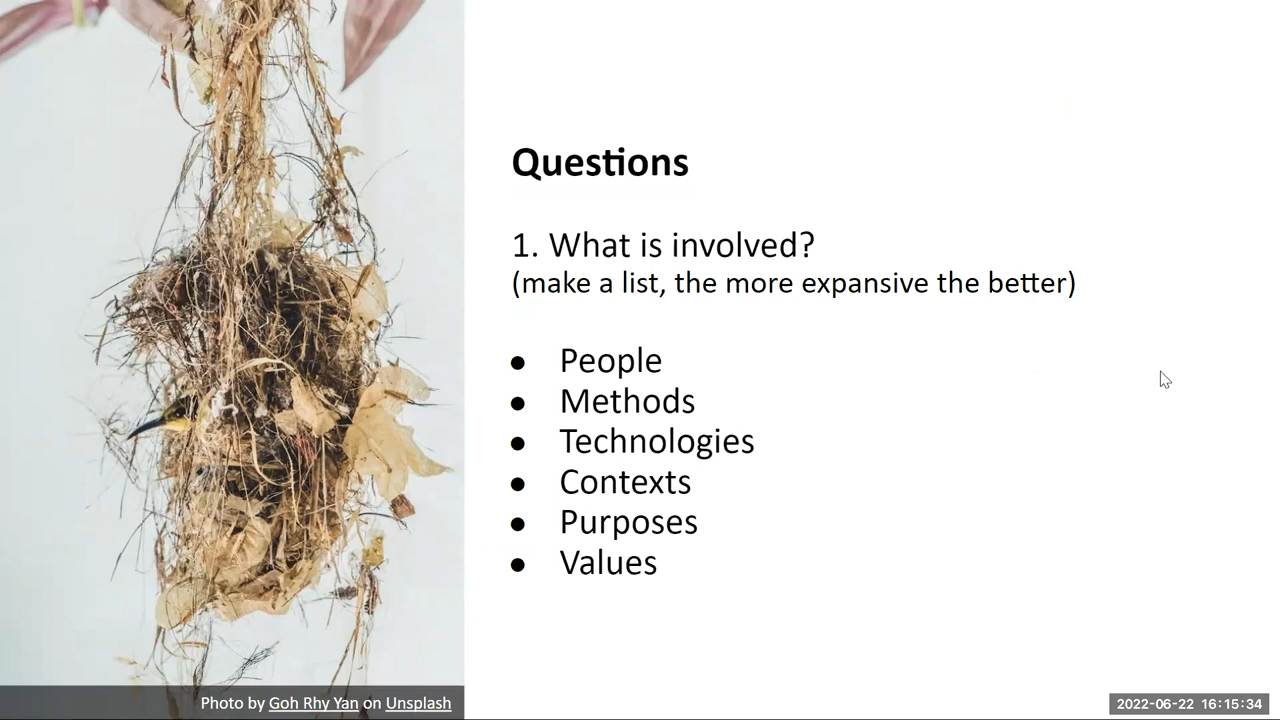 Questions
1. What is involved?
(make a list, the more expansive the better)
● People
● Methods
● Technologies
● Contexts
● Purposes
● Values
Photo by Goh Rhy Yan on Unsplash
2022-06-22 16:15:34